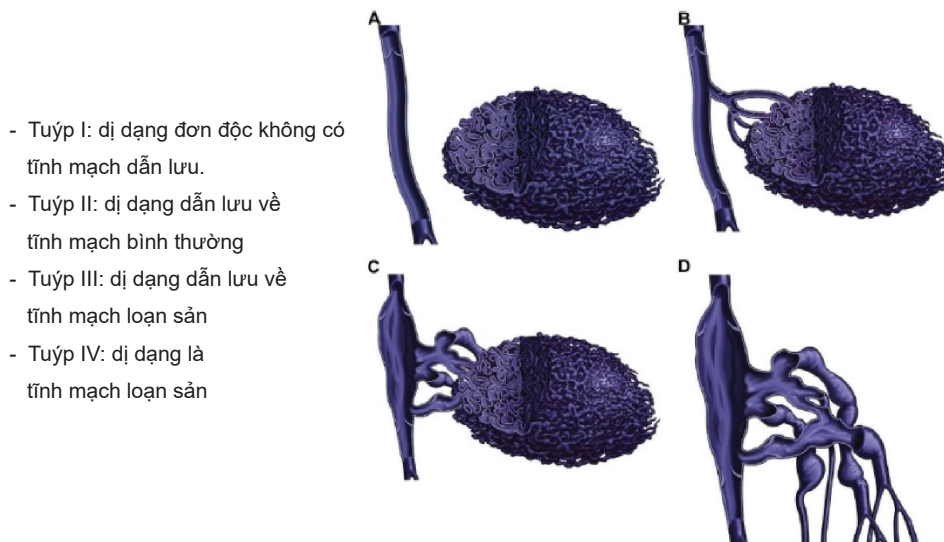 - Tuýp I: dị dạng đơn độc không có
tĩnh mạch dẫn lưu.
- Tuýp II: dị dạng dẫn lưu về
tĩnh mạch bình thường
- Tuýp III: dị dạng dẫn lưu về
tĩnh mạch loạn sản
- Tuýp IV: dị dạng là
tĩnh mạch loạn sản
A
B
C
D